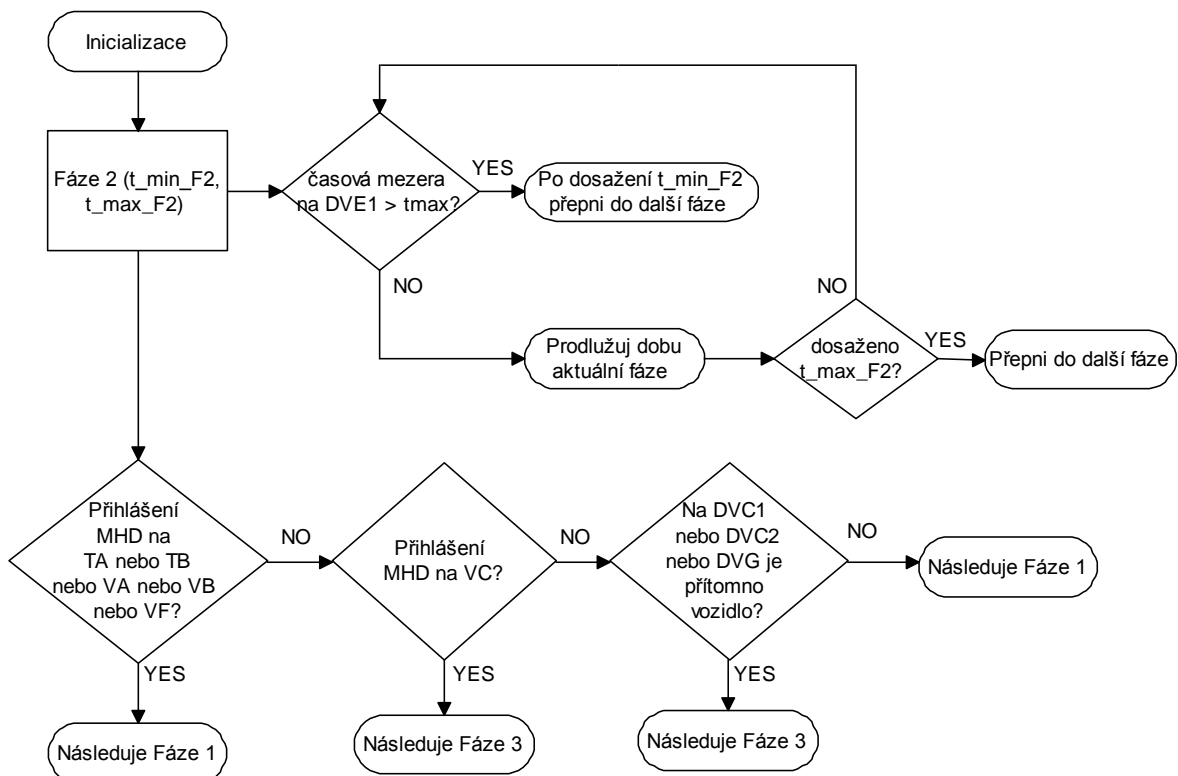 Inicializace
Fáze 2 (t_min_F2,
t_max_F2)
časová mezera
na DVE1 > tmax?
YES
Po dosažení t_min_F2
přepni do další fáze
NO
Prodlužuj dobu
aktuální fáze
NO
dosaženo
t_max_F2?
YES
Přepni do další fáze
Přihlášení
MHD na
TA nebo TB
nebo VA nebo VB
nebo VF?
NO
YES
Následuje Fáze 1
Přihlášení
MHD na VC?
NO
YES
Následuje Fáze 3
Na DVC1
nebo DVC2
nebo DVG je
přítomno
vozidlo?
NO
Následuje Fáze 1
YES
Následuje Fáze 3